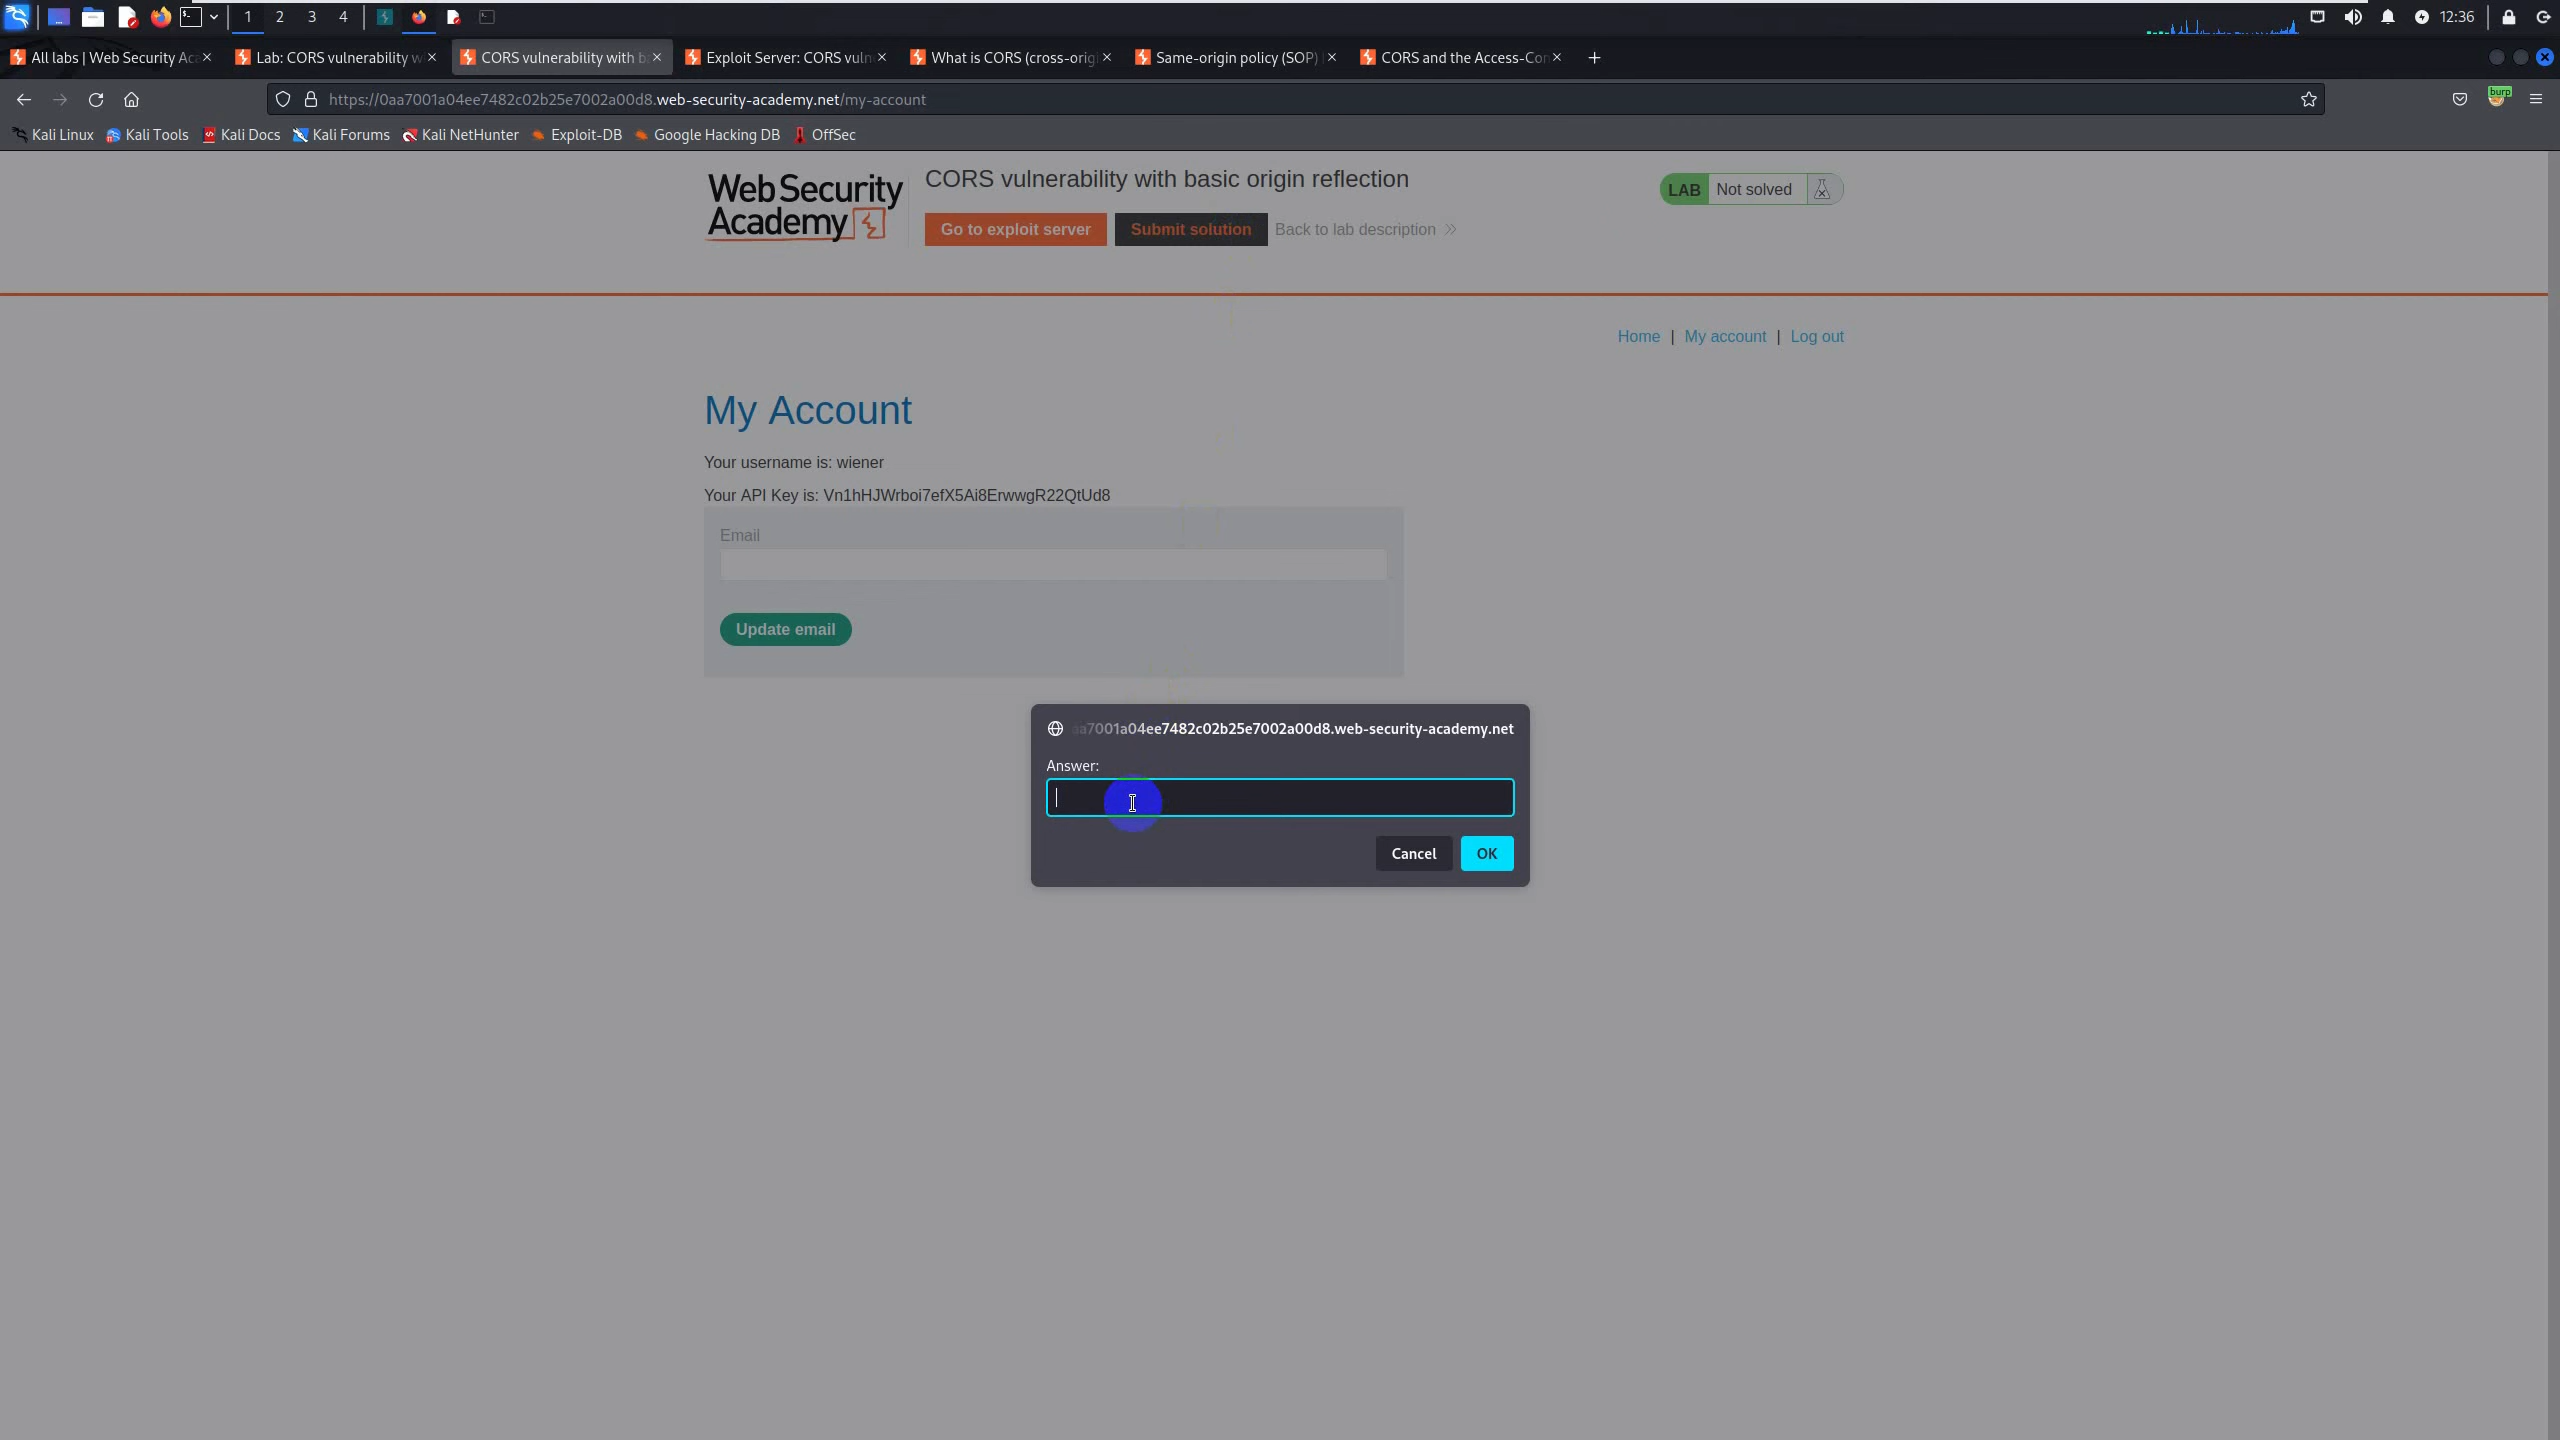 1 2 3 4 12:36
All labs | Web Security Aca Lab: CORS vulnerability w CORS vulnerability with b Exploit Server: CORS vuln What is CORS (cross-origi Same-origin policy (SOP) CORS and the Access-Con
https://0aa7001a04ee7482c02b25e7002a00d8.web-security-academy.net/my-account burp
Kali Linux Kali Tools Kali Docs Kali Forums Kali NetHunter Exploit-DB Google Hacking DB OffSec
WebSecurity
Academy
CORS vulnerability with basic origin reflection
LAB Not solved
Go to exploit server Submit solution Back to lab description
Home | My account | Log out
My Account
Your username is: wiener
Your API Key is: Vn1hHJWrboi7efX5Ai8ErwwgR22QtUd8
Email
Update email
aa7001a04ee7482c02b25e7002a00d8.web-security-academy.net
Answer:
Cancel OK